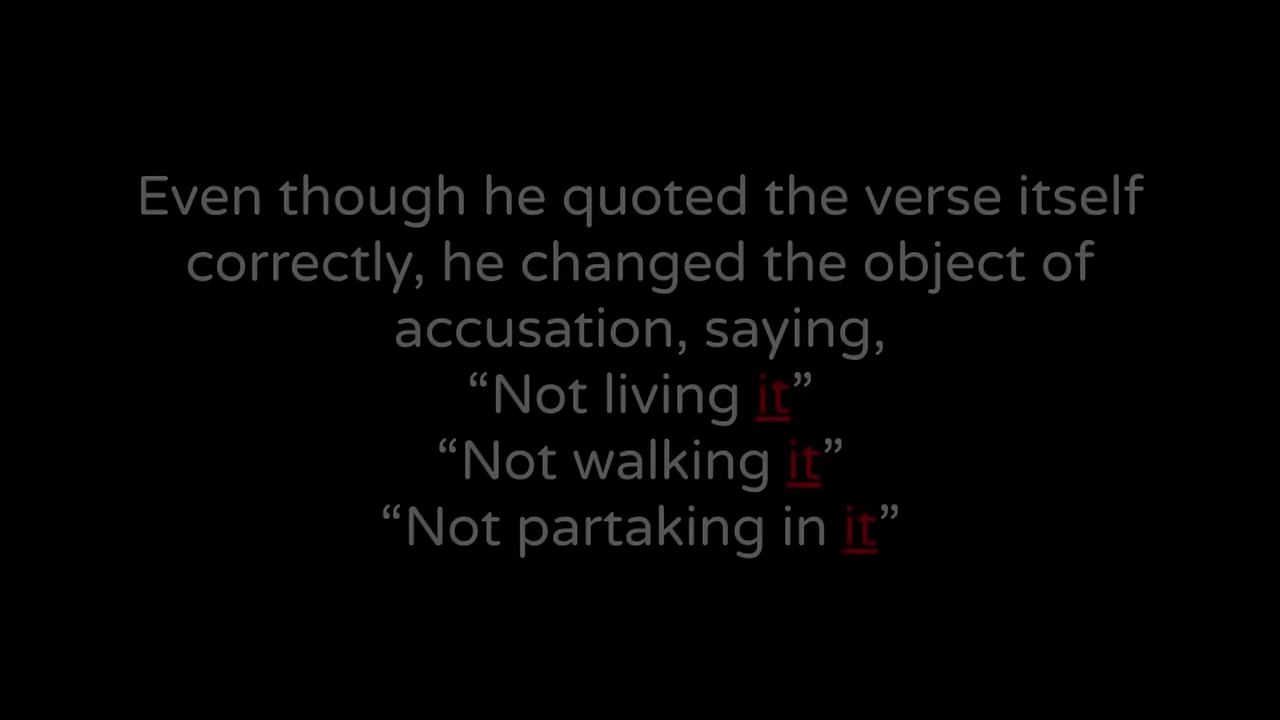 Even though he quoted the verse itself
correctly, he changed the object of
accusation, saying,
“Not living it”
“Not walking it”
“Not partaking in it”